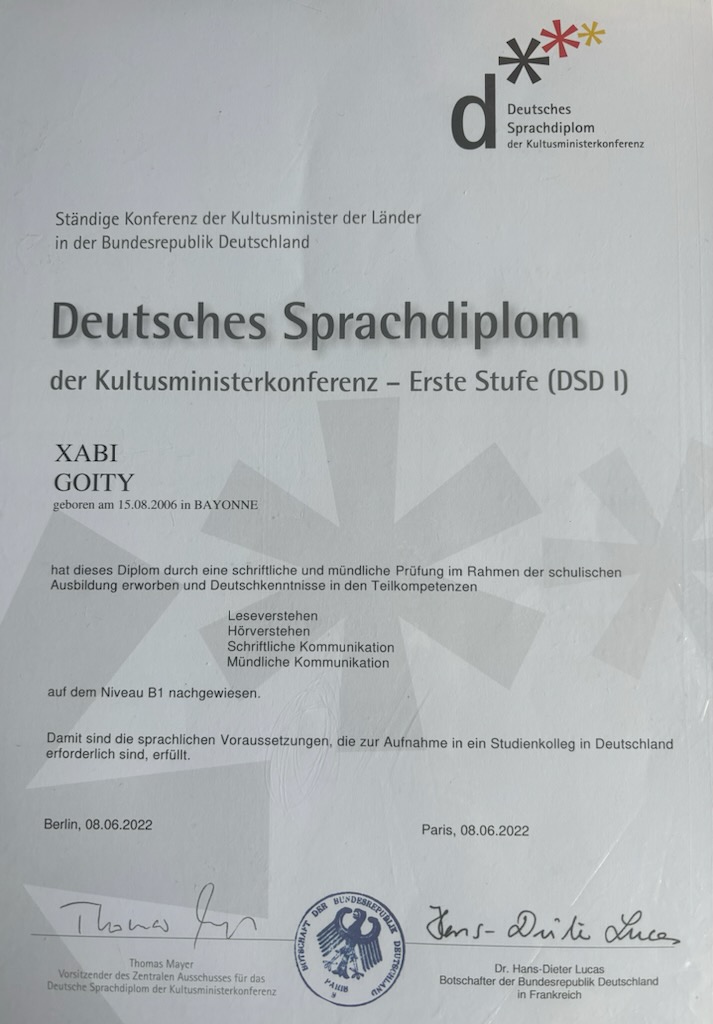 d
Deutsches
Sprachdiplom
der Kultusministerkonferenz
Ständige Konferenz der Kultusminister der Länder
in der Bundesrepublik Deutschland
Deutsches Sprachdiplom
der Kultusministerkonferenz – Erste Stufe (DSD I)
XABI
GOITY
geboren am 15.08.2006 in BAYONNE
hat dieses Diplom durch eine schriftliche und mündliche Prüfung im Rahmen der schulischen
Ausbildung erworben und Deutschkenntnisse in den Teilkompetenzen
Leseverstehen
Hörverstehen
Schriftliche Kommunikation
Mündliche Kommunikation
auf dem Niveau B1 nachgewiesen.
Damit sind die sprachlichen Voraussetzungen, die zur Aufnahme in ein Studienkolleg in Deutschland
erforderlich sind, erfüllt.
Berlin, 08.06.2022
Paris, 08.06.2022
Thomas
Hans-Dieter Lucas
BOTSCHAFT DER BUNDESREPUBLIK DEUTSCHLAND
PARIS
Thomas Mayer
Vorsitzender des Zentralen Ausschusses für das
Deutsche Sprachdiplom der Kultusministerkonferenz
Dr. Hans-Dieter Lucas
Botschafter der Bundesrepublik Deutschland
in Frankreich